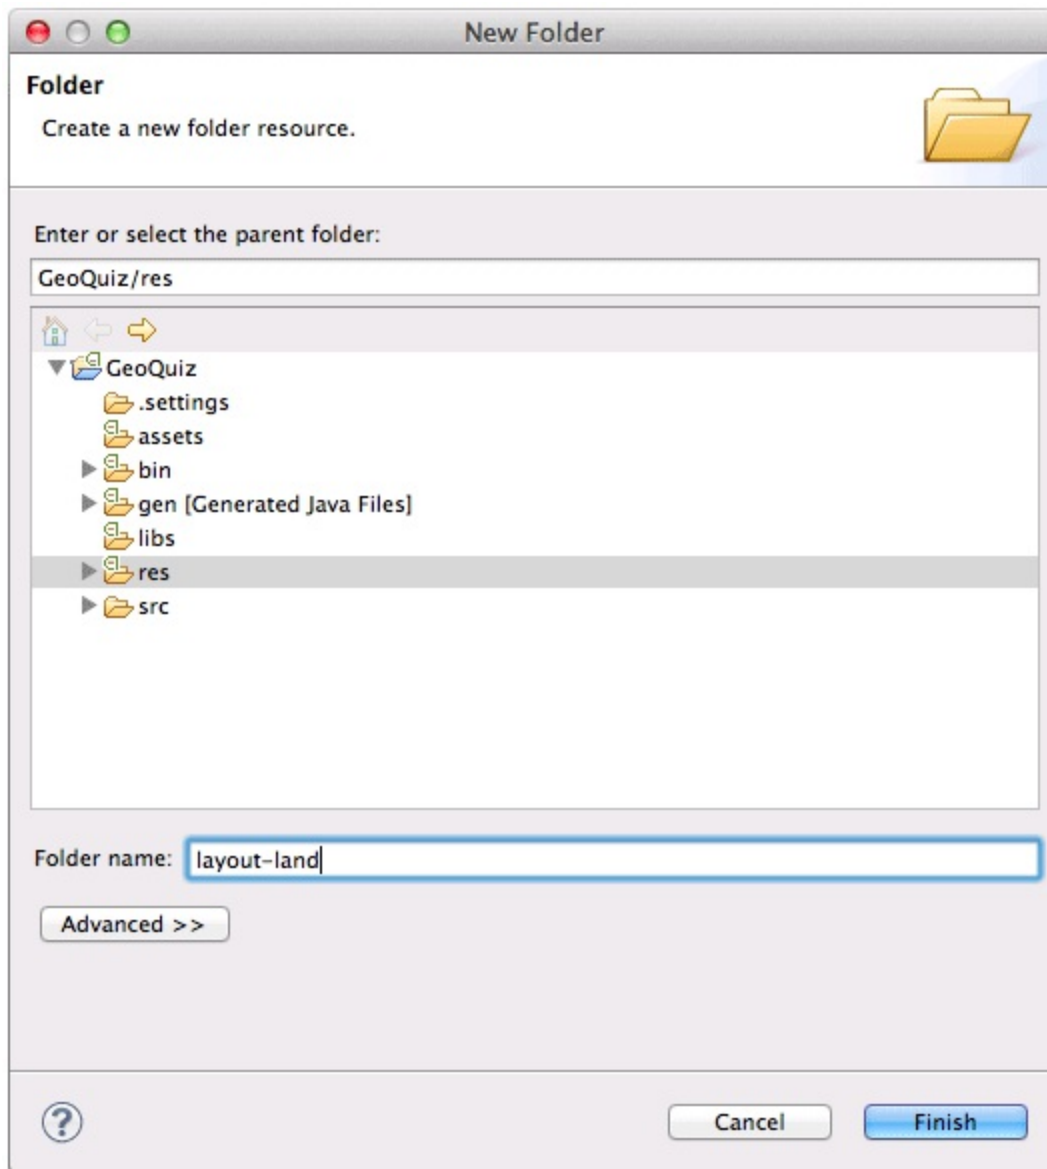 New Folder
Folder
Create a new folder resource.
Enter or select the parent folder:
GeoQuiz/res
GeoQuiz
.settings
assets
bin
gen [Generated Java Files]
libs
res
src
Folder name: layout-land
Advanced >>
?
Cancel Finish